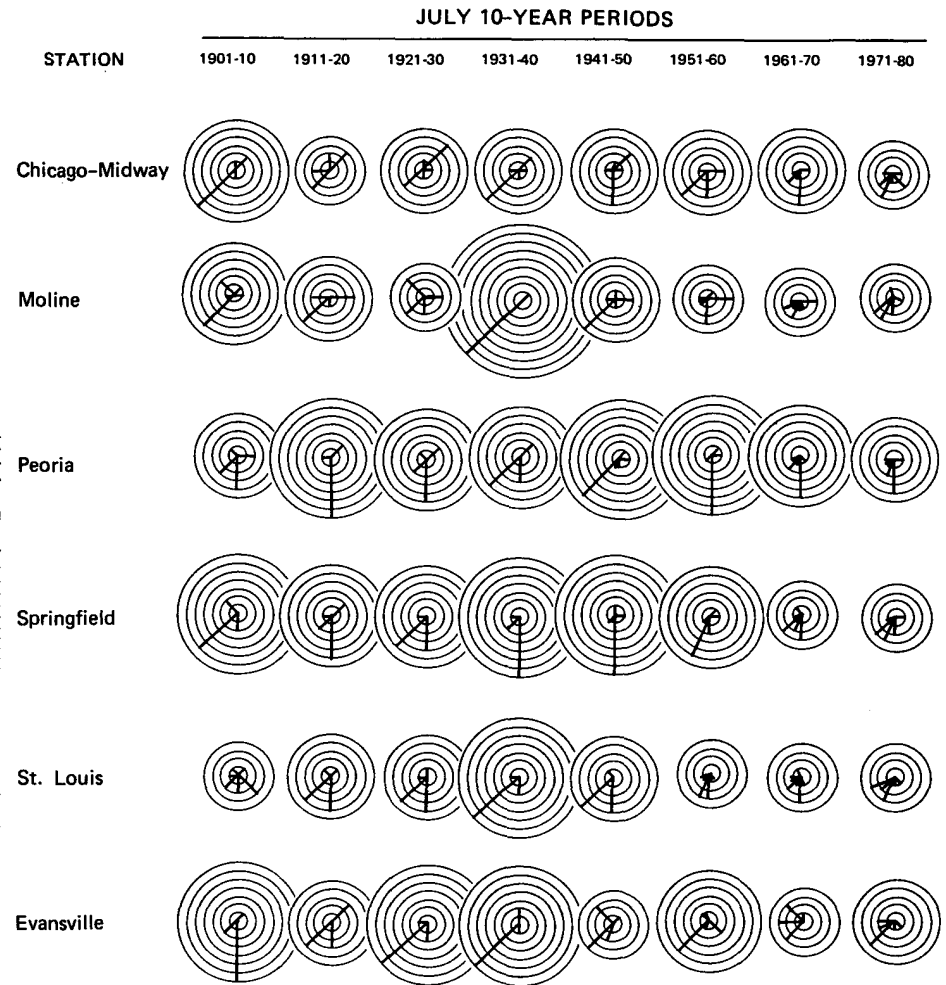 JULY 10-YEAR PERIODS
STATION 1901-10 1911-20 1921-30 1931-40 1941-50 1951-60 1961-70 1971-80
Chicago-Midway
Moline
Peoria
Springfield
St. Louis
Evansville